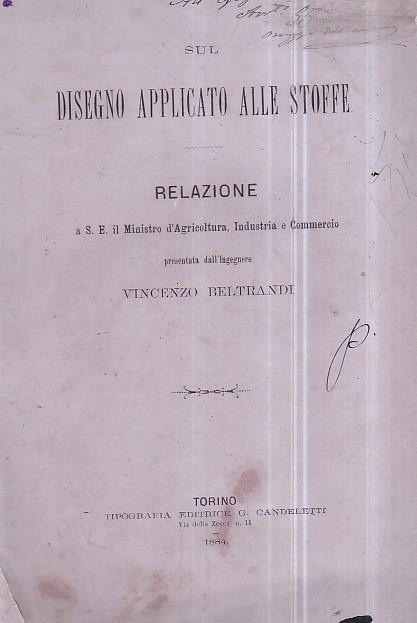 SUL
DISEGNO APPLICATO ALLE STOFFE
RELAZIONE
a S. E. il Ministro d'Agricoltura, Industria e Commercio
presentata dall'Ingegnere
VINCENZO BELTRANDI
p.
TORINO
TIPOGRAFIA EDITRICE G. CANDELETTI
Via della Zecca, n. 11
1884.